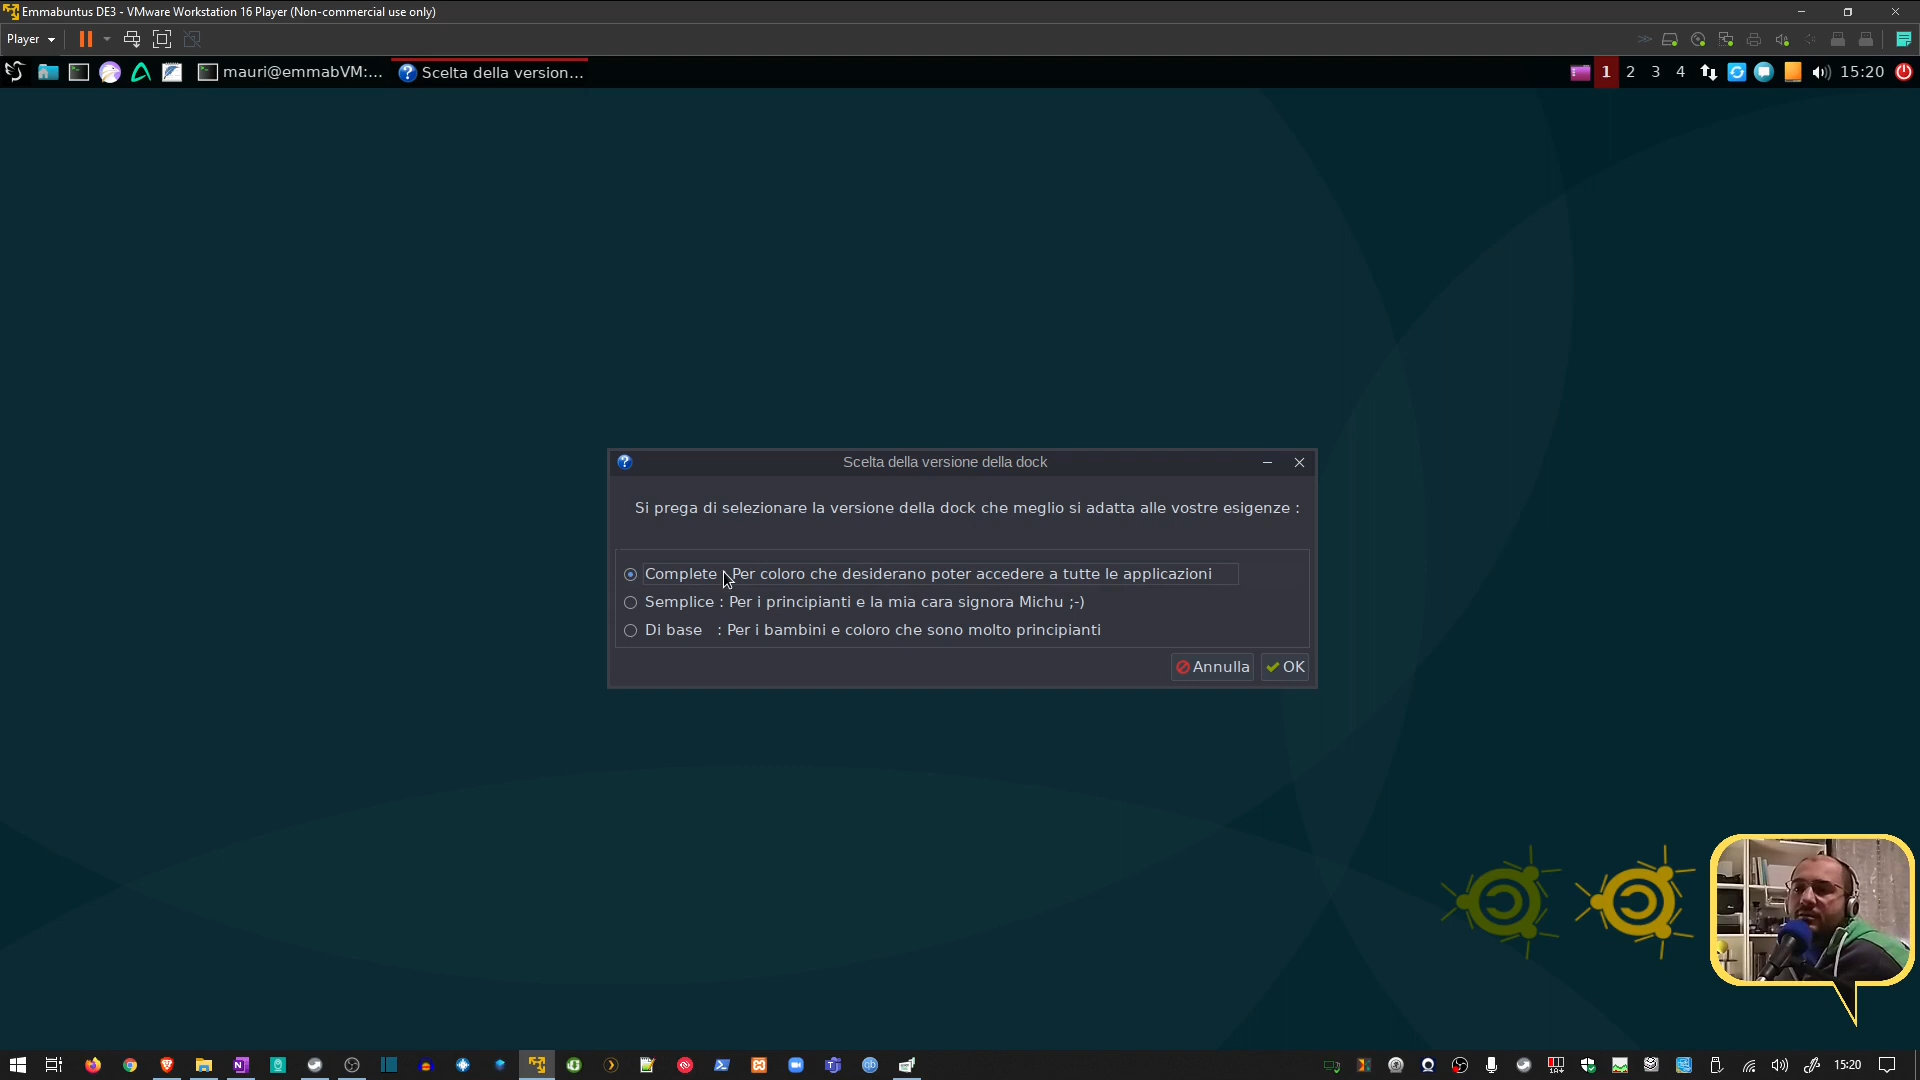 Emmabuntus DE3 - VMware Workstation 16 Player (Non-commercial use only)
Player
mauri@emmabVM:...
Scelta della version...
1 2 3 4
15:20
Scelta della versione della dock
Si prega di selezionare la versione della dock che meglio si adatta alle vostre esigenze :
Complete : Per coloro che desiderano poter accedere a tutte le applicazioni
Semplice : Per i principianti e la mia cara signora Michu ;-)
Di base : Per i bambini e coloro che sono molto principianti
Annulla OK
15:20